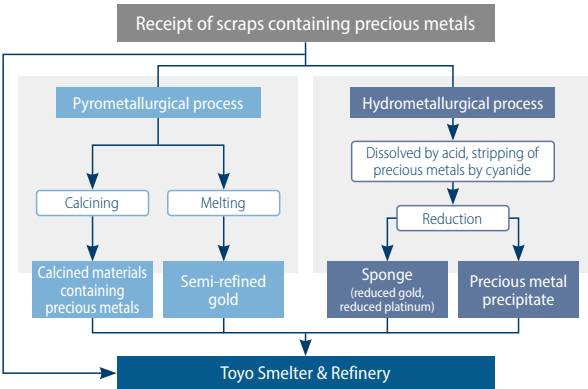 Receipt of scraps containing precious metals
Pyrometallurgical process
Hydrometallurgical process
Dissolved by acid, stripping of
precious metals by cyanide
Calcining
Melting
Reduction
Calcined materials
containing
precious metals
Semi-refined
gold
Sponge
(reduced gold,
reduced platinum)
Precious metal
precipitate
Toyo Smelter & Refinery